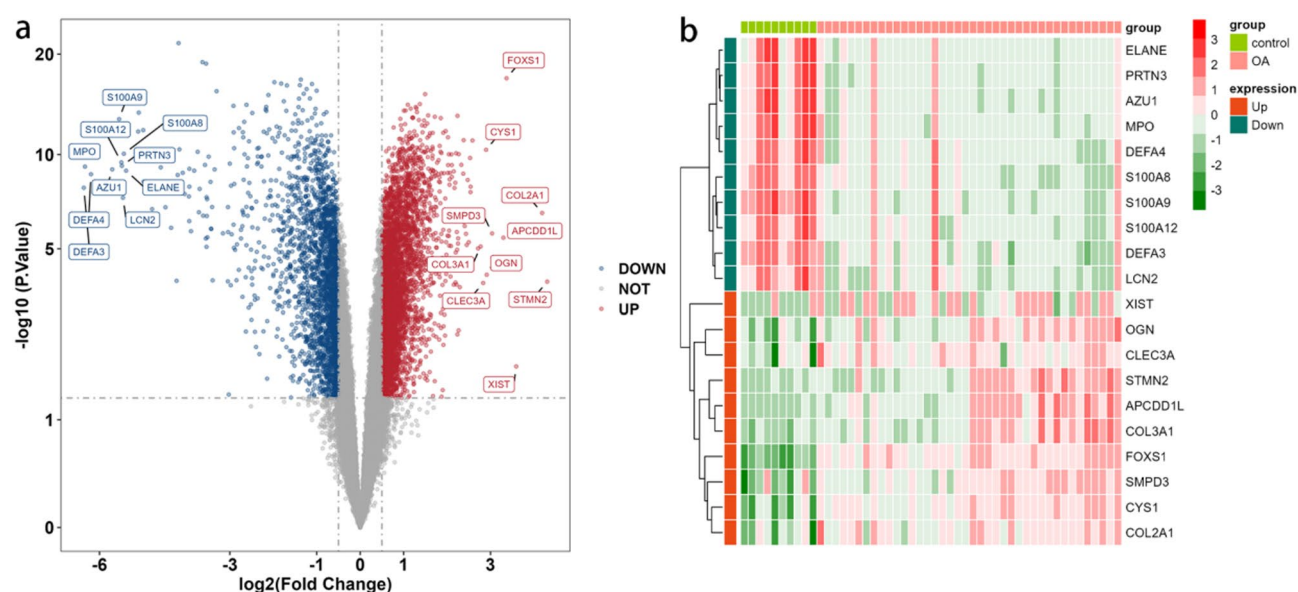 a
20
10
5
1
0
-log10 (P.Value)
-6
-3
-1
0
1
3
log2(Fold Change)
FOXS1
S100A9
S100A12
S100A8
CYS1
MPO
PRTN3
AZU1
ELANE
COL2A1
DEFA4
LCN2
SMPD3
APCDD1L
DEFA3
COL3A1
OGN
CLEC3A
STMN2
XIST
DOWN
NOT
UP
b
group
ELANE
PRTN3
AZU1
MPO
DEFA4
S100A8
S100A9
S100A12
DEFA3
LCN2
XIST
OGN
CLEC3A
STMN2
APCDD1L
COL3A1
FOXS1
SMPD3
CYS1
COL2A1
3
2
1
0
-1
-2
-3
group
control
OA
expression
Up
Down